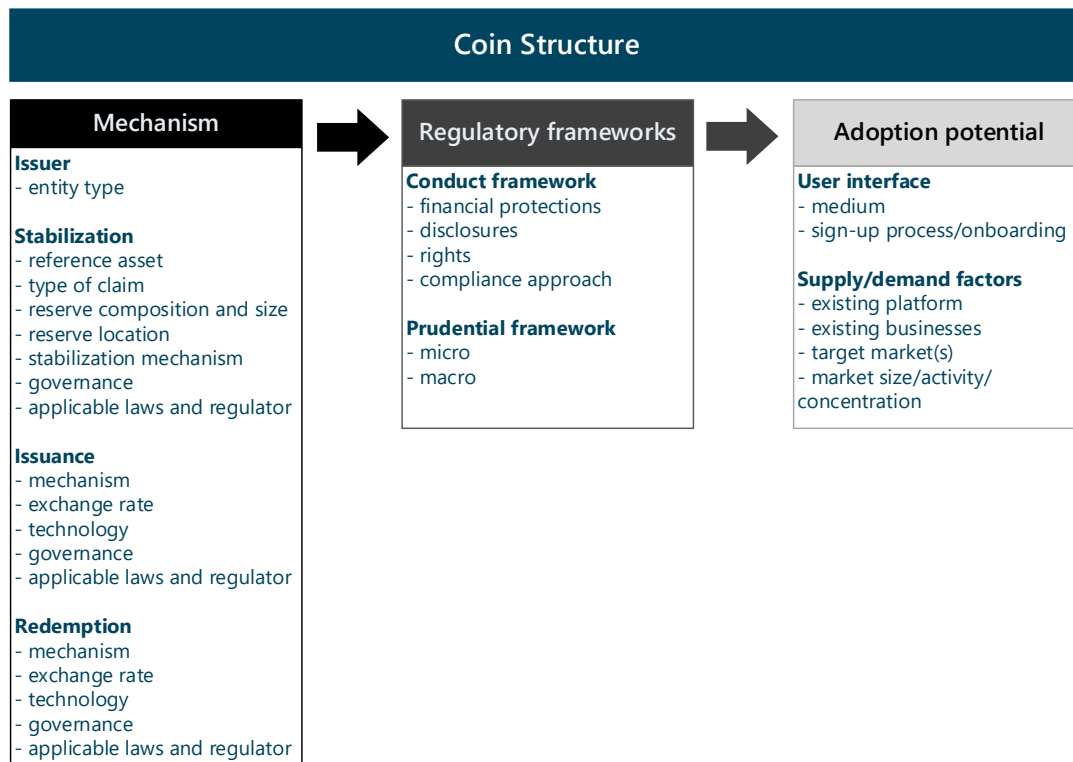 Coin Structure
Mechanism
Issuer
- entity type
Stabilization
- reference asset
- type of claim
- reserve composition and size
- reserve location
- stabilization mechanism
- governance
- applicable laws and regulator
Issuance
- mechanism
- exchange rate
- technology
- governance
- applicable laws and regulator
Redemption
- mechanism
- exchange rate
- technology
- governance
- applicable laws and regulator
Regulatory frameworks
Conduct framework
- financial protections
- disclosures
- rights
- compliance approach
Prudential framework
- micro
- macro
Adoption potential
User interface
- medium
- sign-up process/onboarding
Supply/demand factors
- existing platform
- existing businesses
- target market(s)
- market size/activity/
concentration